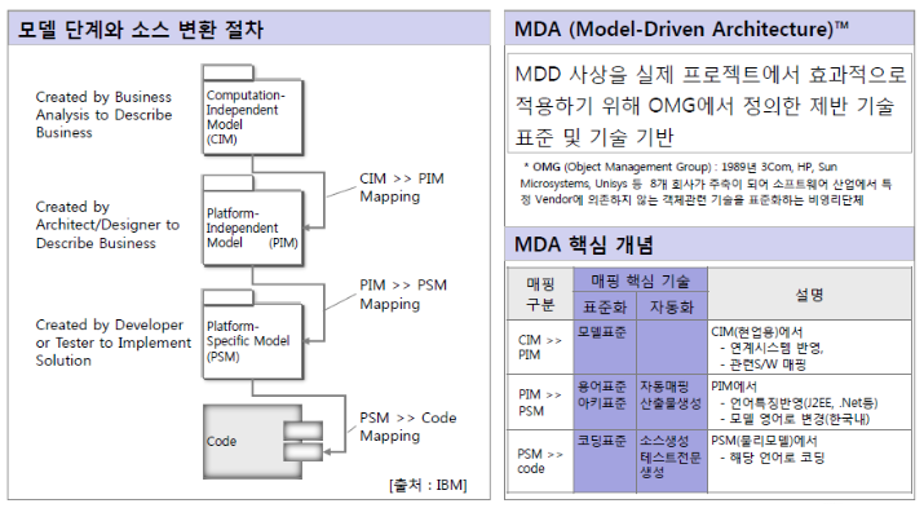 모델 단계와 소스 변환 절차
Created by Business
Analysis to Describe
Business
Computation-
Independent
Model
(CIM)
CIM >> PIM
Mapping
Created by
Architect/Designer to
Describe Business
Platform-
Independent
Model (PIM)
PIM >> PSM
Mapping
Created by Developer
or Tester to Implement
Solution
Platform-
Specific Model
(PSM)
PSM >> Code
Mapping
Code
[출처 : IBM]
MDA (Model-Driven Architecture)™
MDD 사상을 실제 프로젝트에서 효과적으로
적용하기 위해 OMG에서 정의한 제반 기술
표준 및 기술 기반
* OMG (Object Management Group) : 1989년 3Com, HP, Sun
Microsystems, Unisys 등 8개 회사가 주축이 되어 소프트웨어 산업에서 특
정 Vendor에 의존하지 않는 객체관련 기술을 표준화하는 비영리단체
MDA 핵심 개념
매핑
구분
매핑 핵심 기술
표준화
자동화
설명
CIM >>
PIM
모델표준
CIM(현업용)에서
- 연계시스템 반영,
- 관련S/W 매핑
PIM >>
PSM
용어표준
아키표준
자동매핑
산출물생성
PIM에서
- 언어특징반영(J2EE, .Net등)
- 모델 영어로 변경(한국내)
PSM >>
code
코딩표준
소스생성
테스트전문
생성
PSM(물리모델)에서
- 해당 언어로 코딩